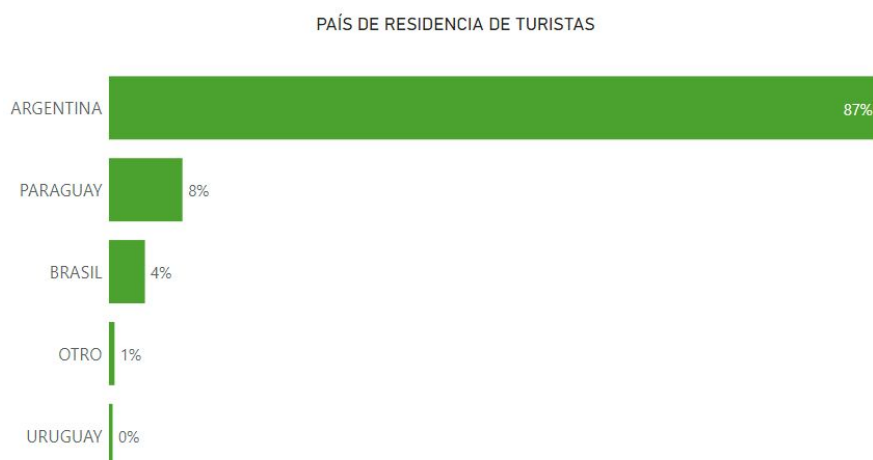 PAÍS DE RESIDENCIA DE TURISTAS
ARGENTINA 87%
PARAGUAY 8%
BRASIL 4%
OTRO 1%
URUGUAY 0%